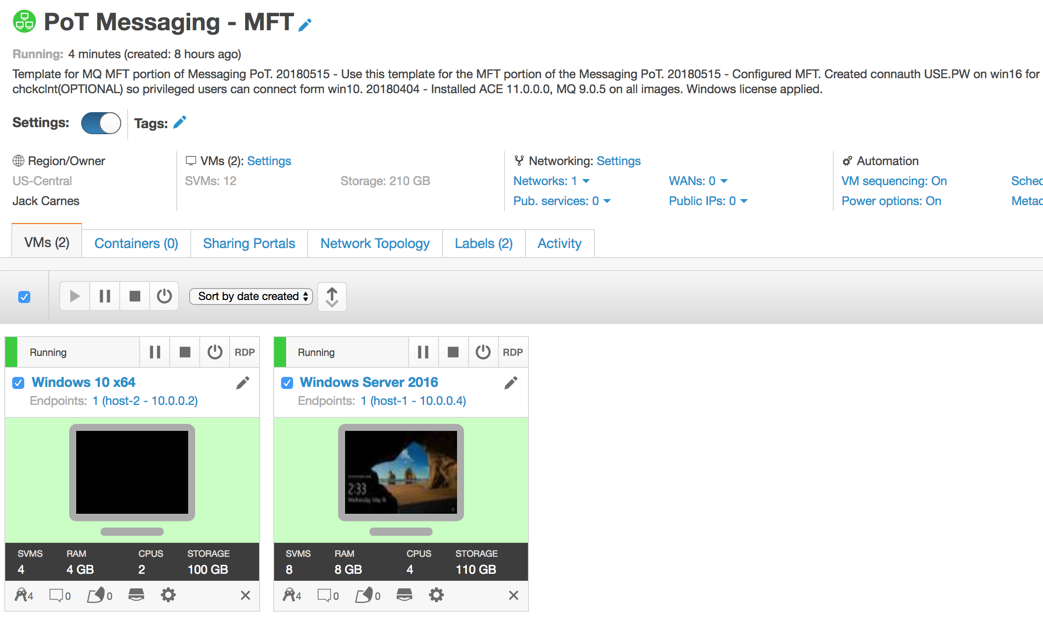 PoT Messaging - MFT
Running: 4 minutes (created: 8 hours ago)
Template for MQ MFT portion of Messaging PoT. 20180515 - Use this template for the MFT portion of the Messaging PoT. 20180515 - Configured MFT. Created connauth USE.PW on win16 for
chckclnt(OPTIONAL) so privileged users can connect form win10. 20180404 - Installed ACE 11.0.0.0, MQ 9.0.5 on all images. Windows license applied.
Settings: Tags:
Region/Owner VMs (2): Settings Networking: Settings Automation
US-Central SVMs: 12 Storage: 210 GB Networks: 1 WANs: 0 VM sequencing: On Sched
Jack Carnes Pub. services: 0 Public IPs: 0 Power options: On Metad
VMs (2) Containers (0) Sharing Portals Network Topology Labels (2) Activity
Sort by date created
Running RDP Running RDP
Windows 10 x64 Windows Server 2016
Endpoints: 1 (host-2 - 10.0.0.2) Endpoints: 1 (host-1 - 10.0.0.4)
2:33
Wednesday, May 16
SVMS RAM CPUS STORAGE SVMS RAM CPUS STORAGE
4 4 GB 2 100 GB 8 8 GB 4 110 GB
4 0 0 4 0 0